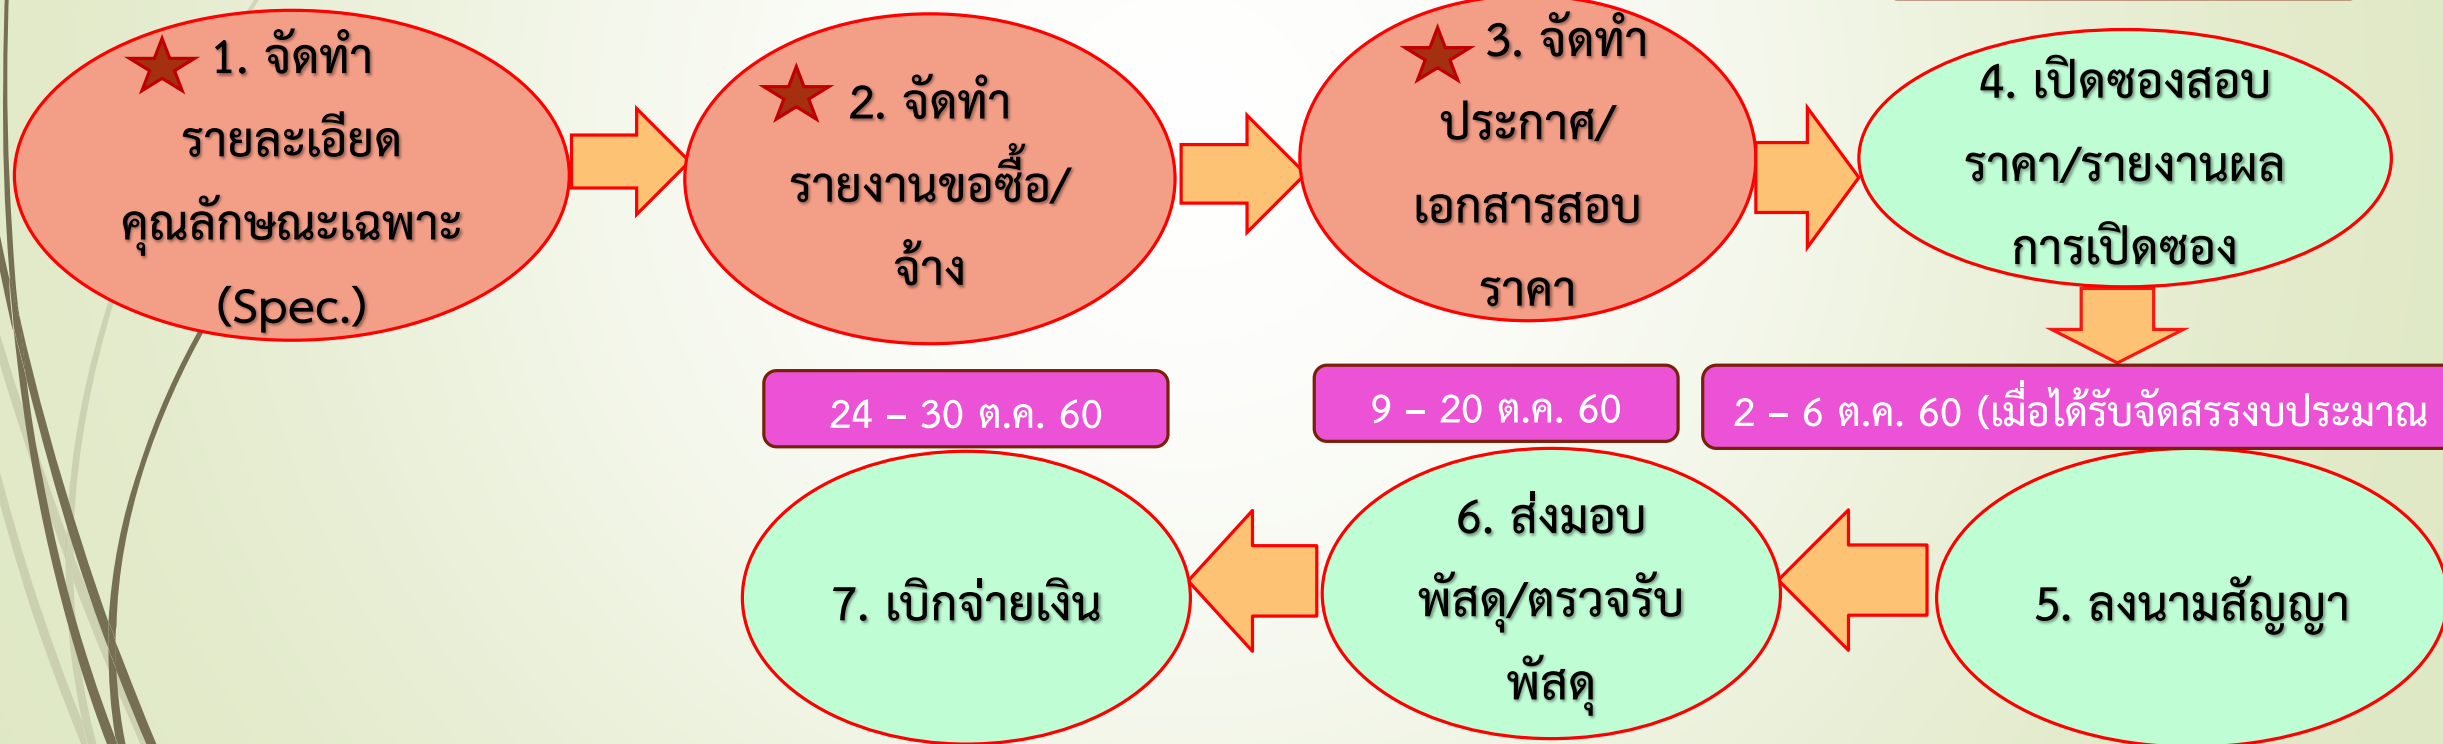 1. จัดทำ
รายละเอียด
คุณลักษณะเฉพาะ
(Spec.)
2. จัดทำ
รายงานขอซื้อ/
จ้าง
3. จัดทำ
ประกาศ/
เอกสารสอบ
ราคา
4. เปิดซองสอบ
ราคา/รายงานผล
การเปิดซอง
2 – 6 ต.ค. 60 (เมื่อได้รับจัดสรรงบประมาณ
5. ลงนามสัญญา
9 – 20 ต.ค. 60
6. ส่งมอบ
พัสดุ/ตรวจรับ
พัสดุ
24 – 30 ต.ค. 60
7. เบิกจ่ายเงิน